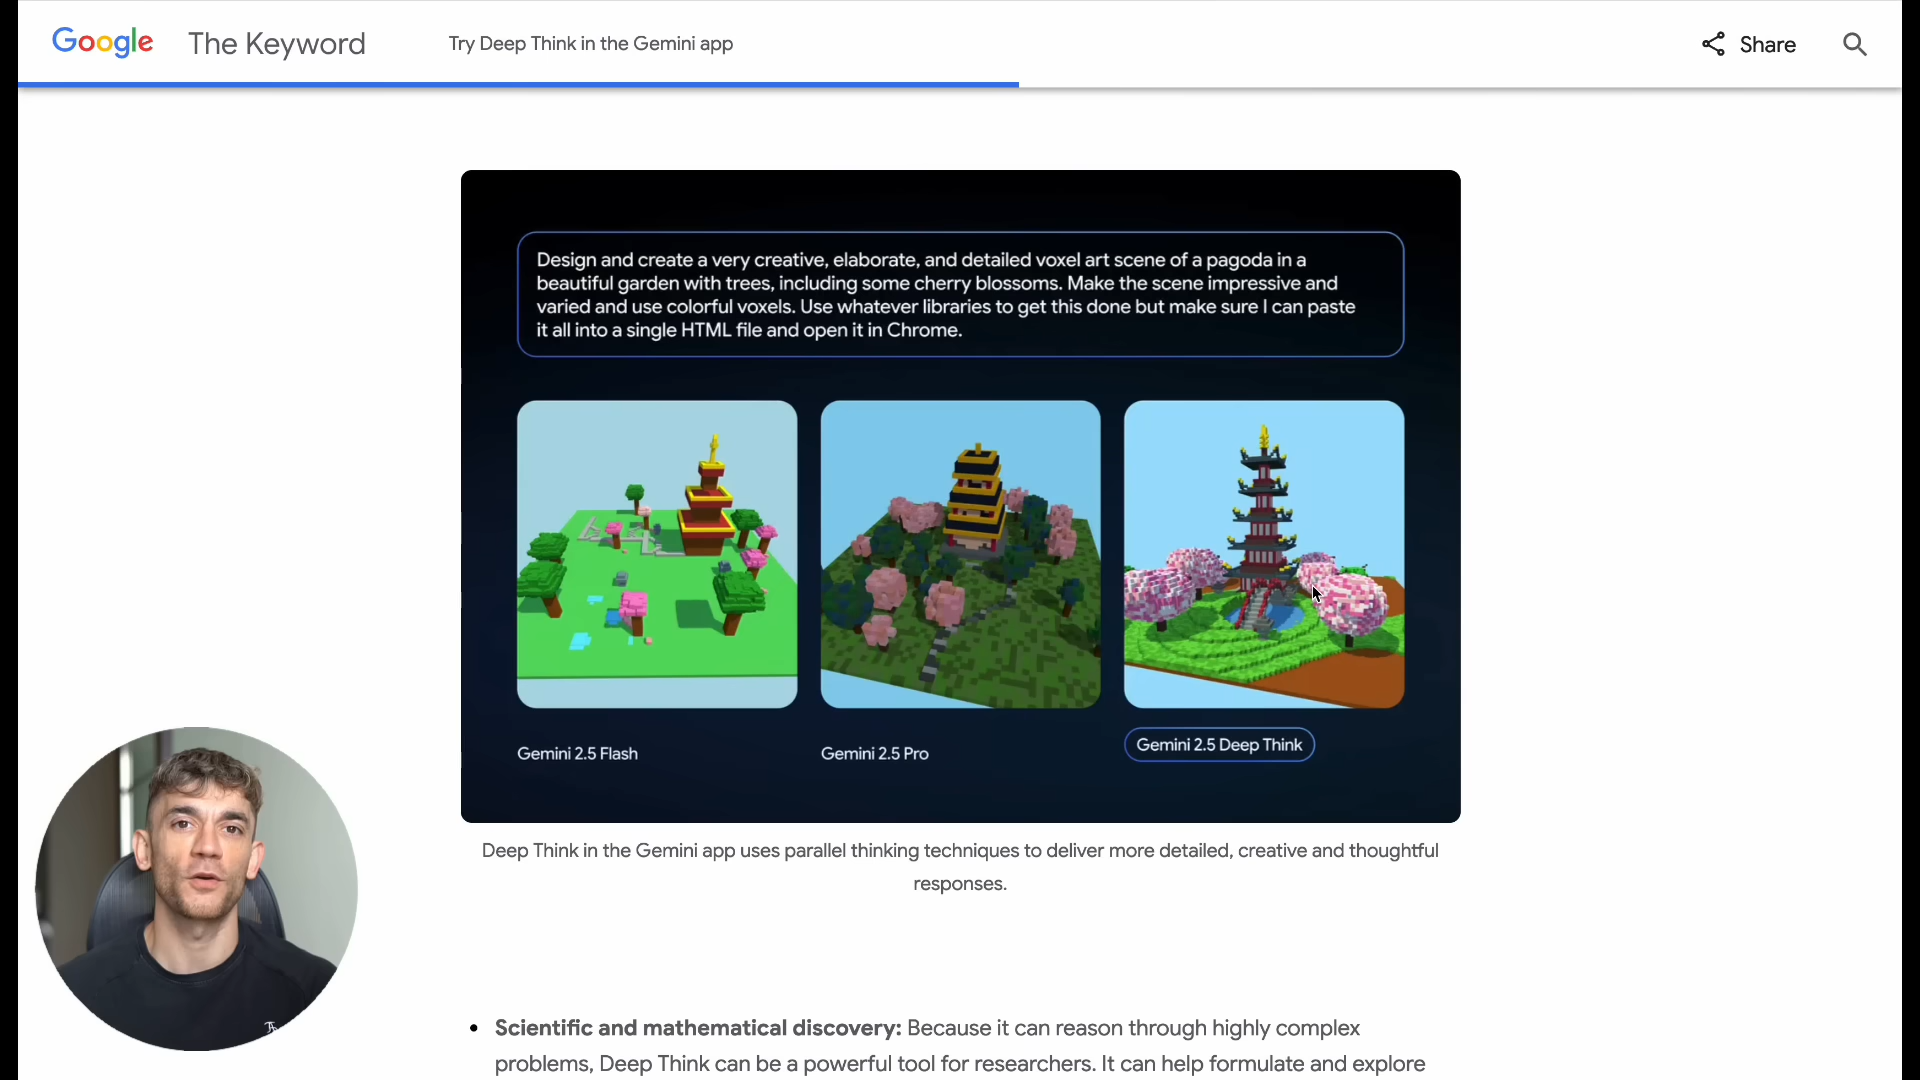 Google The Keyword Try Deep Think in the Gemini app Share
Design and create a very creative, elaborate, and detailed voxel art scene of a pagoda in a
beautiful garden with trees, including some cherry blossoms. Make the scene impressive and
varied and use colorful voxels. Use whatever libraries to get this done but make sure I can paste
it all into a single HTML file and open it in Chrome.
Gemini 2.5 Flash
Gemini 2.5 Pro
Gemini 2.5 Deep Think
Deep Think in the Gemini app uses parallel thinking techniques to deliver more detailed, creative and thoughtful
responses.
• Scientific and mathematical discovery: Because it can reason through highly complex
problems, Deep Think can be a powerful tool for researchers. It can help formulate and explore